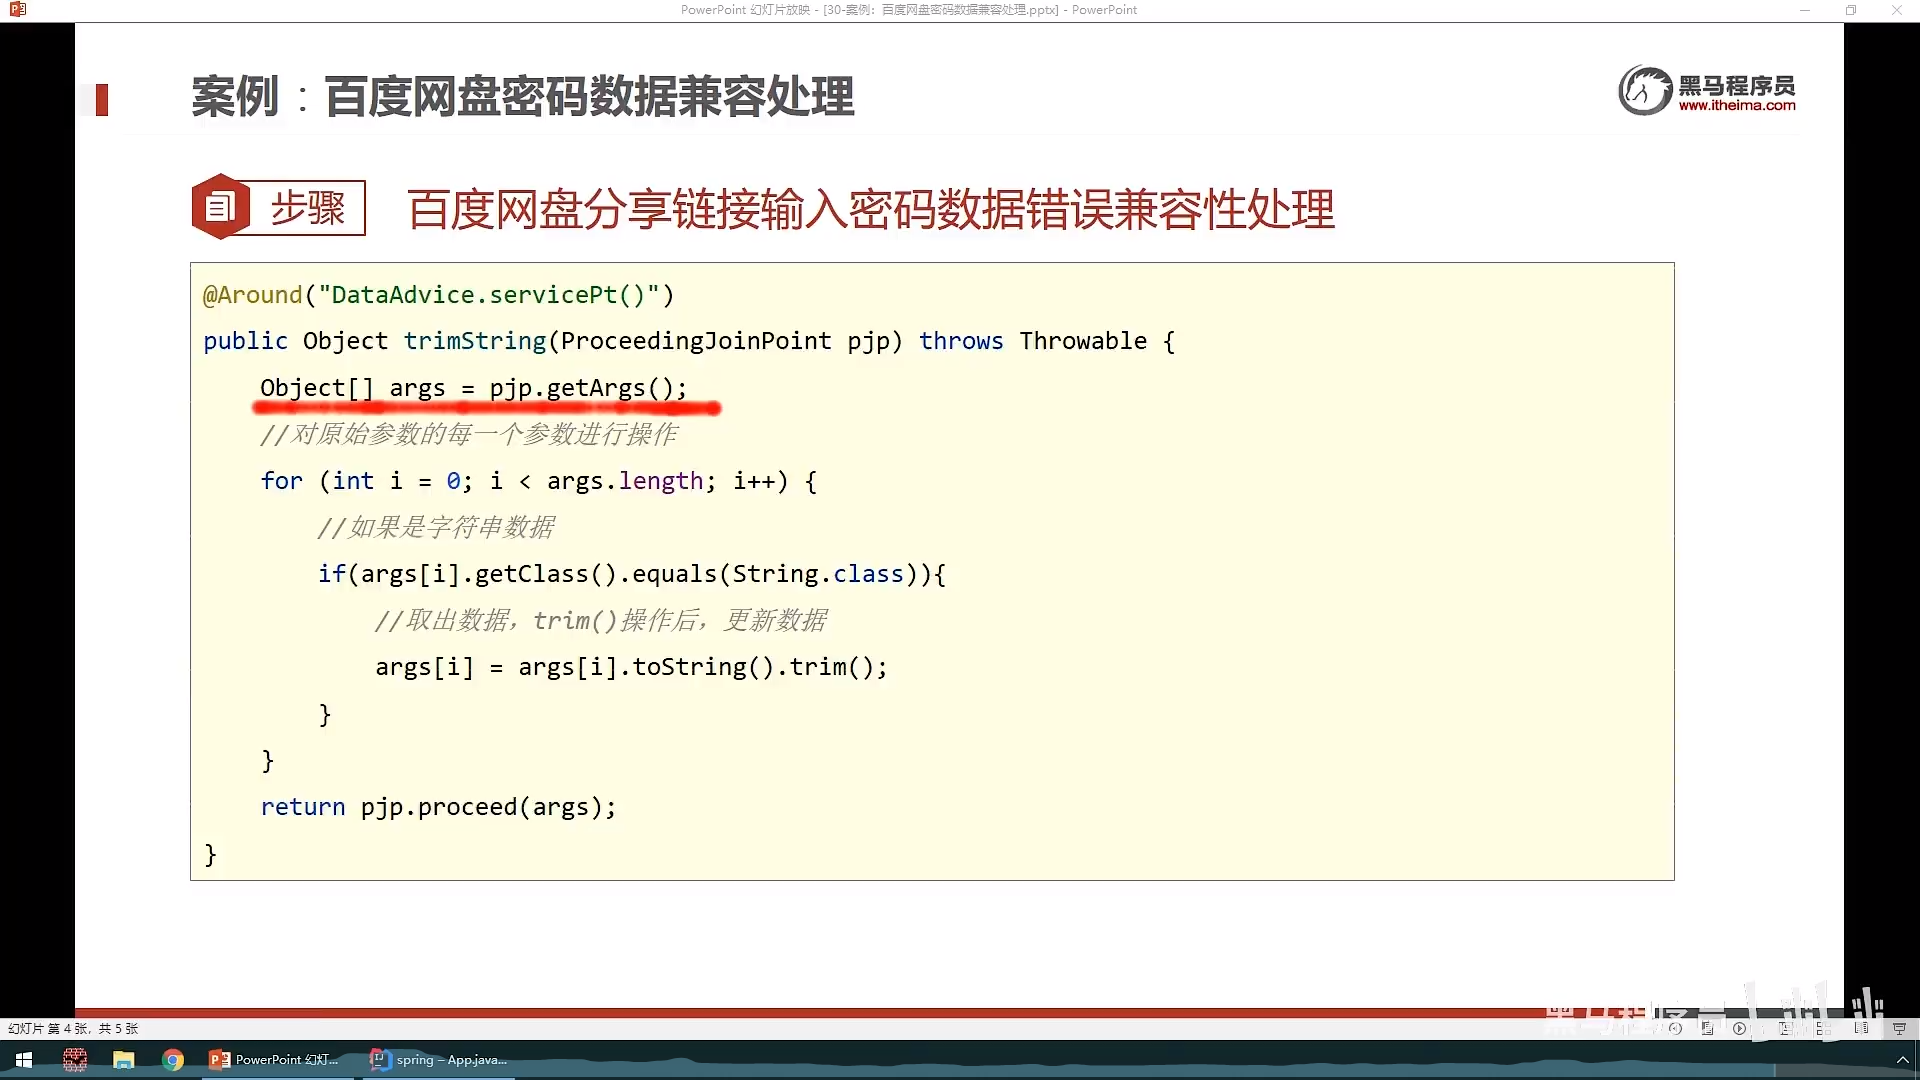 PowerPoint 幻灯片放映 - [30-案例：百度网盘密码数据兼容处理.pptx] - PowerPoint
案例：百度网盘密码数据兼容处理
黑马程序员
www.itheima.com
步骤
百度网盘分享链接输入密码数据错误兼容性处理
@Around("DataAdvice.servicePt()")
public Object trimString(ProceedingJoinPoint pjp) throws Throwable {
Object[] args = pjp.getArgs();
//对原始参数的每一个参数进行操作
for (int i = 0; i < args.length; i++) {
//如果是字符串数据
if(args[i].getClass().equals(String.class)){
//取出数据，trim()操作后，更新数据
args[i] = args[i].toString().trim();
}
}
return pjp.proceed(args);
}
黑马程序员
幻灯片 第 4 张，共 5 张
PowerPoint 幻灯...
spring – App.java...